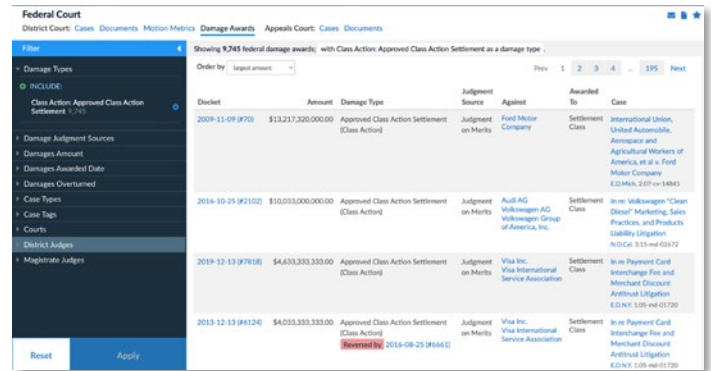 Federal Court
District Court: Cases Documents Motion Metrics Damage Awards Appeals Court: Cases Documents
Filter
Damage Types
INCLUDE:
Class Action: Approved Class Action
Settlement 9,745
Damage Judgment Sources
Damages Amount
Damages Awarded Date
Damages Overturned
Case Types
Case Tags
Courts
District Judges
Magistrate Judges
Reset Apply
Showing 9,745 federal damage awards; with Class Action: Approved Class Action Settlement as a damage type .
Order by largest amount
Prev 1 2 3 4 ... 195 Next
Docket Amount Damage Type Judgment Source Against Awarded To Case
2009-11-09 (#70) $13,217,320,000.00 Approved Class Action Settlement Judgment Ford Motor Settlement International Union,
(Class Action) on Merits Company Class United Automobile,
Aerospace and
Agricultural Workers of
America, et al v. Ford
Motor Company
E.D.Mich. 2:07-cv-14845
2016-10-25 (#2102) $10,033,000,000.00 Approved Class Action Settlement Judgment Audi AG Settlement In re: Volkswagen "Clean
(Class Action) on Merits Volkswagen AG Class Diesel" Marketing, Sales
Volkswagen Group Practices, and Products
of America, Inc. Liability Litigation
N.D.Cal. 3:15-md-02672
2019-12-13 (#7818) $4,633,333,333.00 Approved Class Action Settlement Judgment Visa Inc. Settlement In re Payment Card
(Class Action) on Merits Visa International Class Interchange Fee and
Service Association Merchant Discount
Antitrust Litigation
E.D.N.Y. 1:05-md-01720
2013-12-13 (#6124) $4,033,333,333.00 Approved Class Action Settlement Judgment Visa Inc. Settlement In re Payment Card
(Class Action) on Merits Visa International Class Interchange Fee and
Reversed by 2016-08-25 (#6661) Service Association Merchant Discount
Antitrust Litigation
E.D.N.Y. 1:05-md-01720